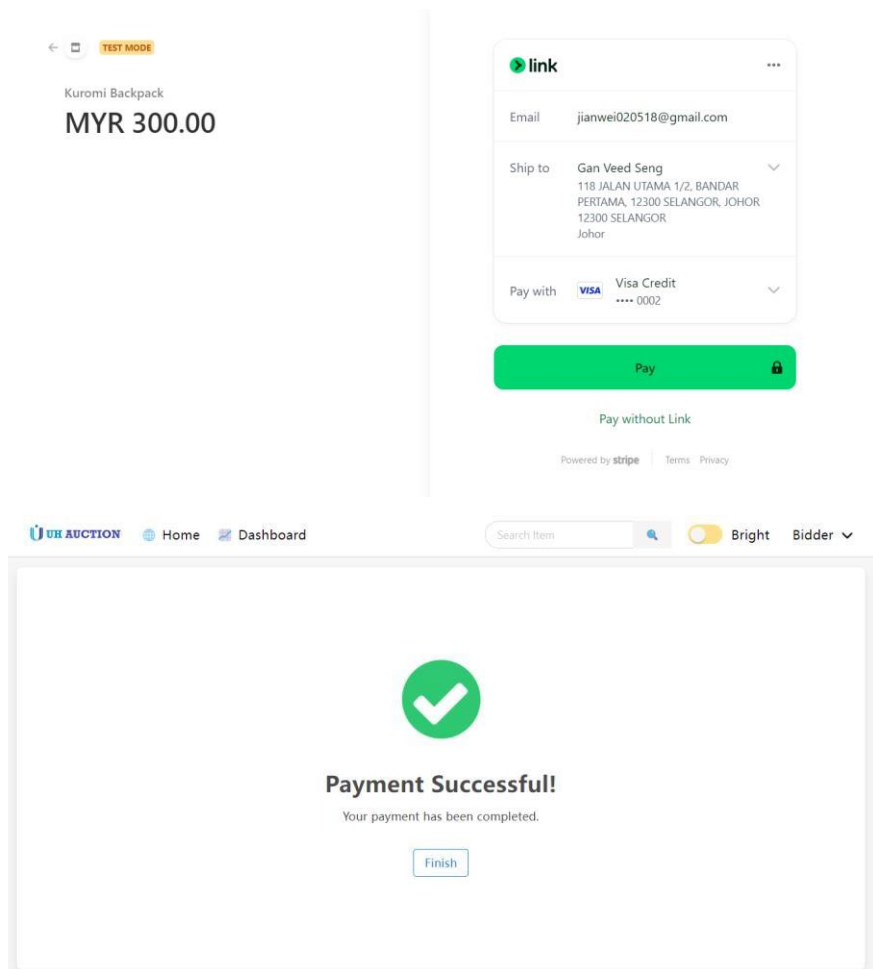 TEST MODE
Kuromi Backpack
MYR 300.00
link
Email jianwei020518@gmail.com
Ship to Gan Veed Seng
118 JALAN UTAMA 1/2, BANDAR
PERTAMA, 12300 SELANGOR, JOHOR
12300 SELANGOR
Johor
Pay with VISA Visa Credit
•••• 0002
Pay
Pay without Link
Powered by stripe Terms Privacy
UH AUCTION Home Dashboard Search Item Bright Bidder
Payment Successful!
Your payment has been completed.
Finish